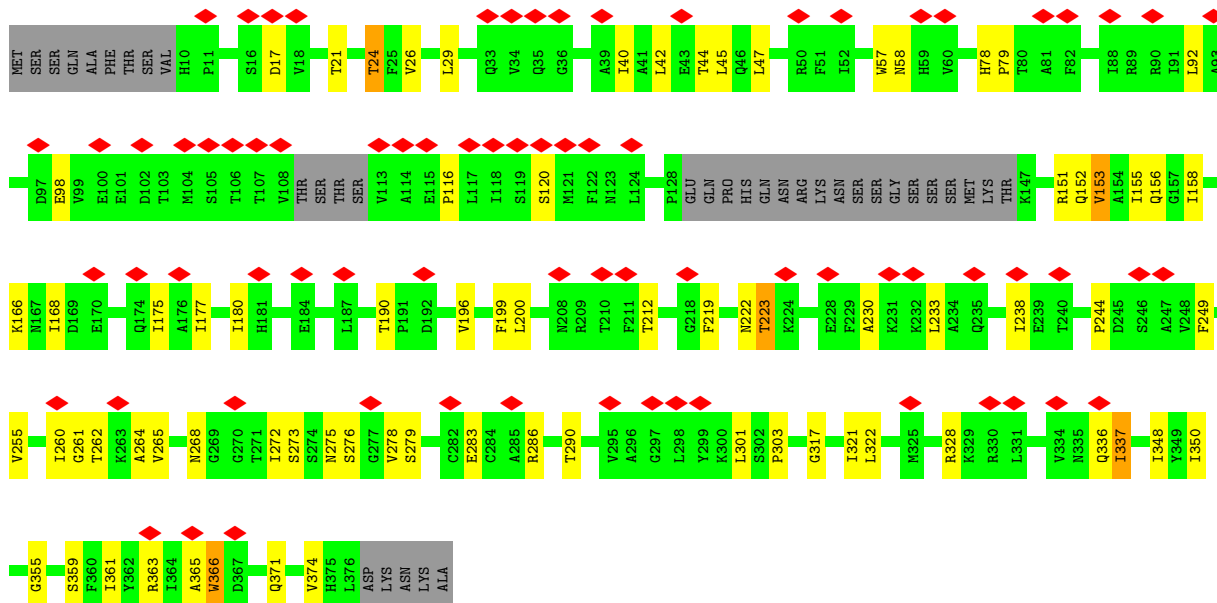 MET SER SER GLN ALA PHE THR SER VAL H10 P11 S16 D17 V18 T21 T24 F25 V26 L29 Q33 V34 Q35 G36 A39 I40 A41 L42 E43 T44 L45 Q46 L47 R50 F51 I52 W57 N58 H59 V60 H78 P79 T80 A81 F82 I88 R89 R90 I91 L92 A93
D97 E98 V99 E100 E101 D102 T103 M104 S105 T106 T107 V108 THR SER THR SER V113 A114 E115 P116 L117 I118 S119 S120 M121 F122 N123 L124 P128 GLU GLN PRO HIS GLN ASN ARG LYS ASN SER SER GLY SER SER SER MET LYS THR K147 R151 Q152 V153 A154 I155 Q156 G157 I158
K166 N167 I168 D169 E170 Q174 I175 A176 I177 I180 H181 E184 L187 T190 P191 D192 V196 F199 L200 N208 R209 T210 F211 T212 G218 F219 N222 T223 K224 E228 F229 A230 K231 K232 L233 A234 Q235 I238 E239 T240 P244 D245 S246 A247 V248 F249
V255 I260 G261 T262 K263 A264 V265 N268 G269 G270 T271 I272 S273 S274 N275 S276 G277 V278 S279 C282 E283 C284 A285 R286 T290 V295 A296 G297 L298 Y299 K300 L301 S302 P303 G317 I321 L322 M325 R328 K329 R330 L331 V334 N335 Q336 I337 I348 Y349 I350
G355 S359 F360 I361 Y362 R363 I364 A365 W366 D367 Q371 V374 H375 L376 ASP LYS ASN LYS ALA